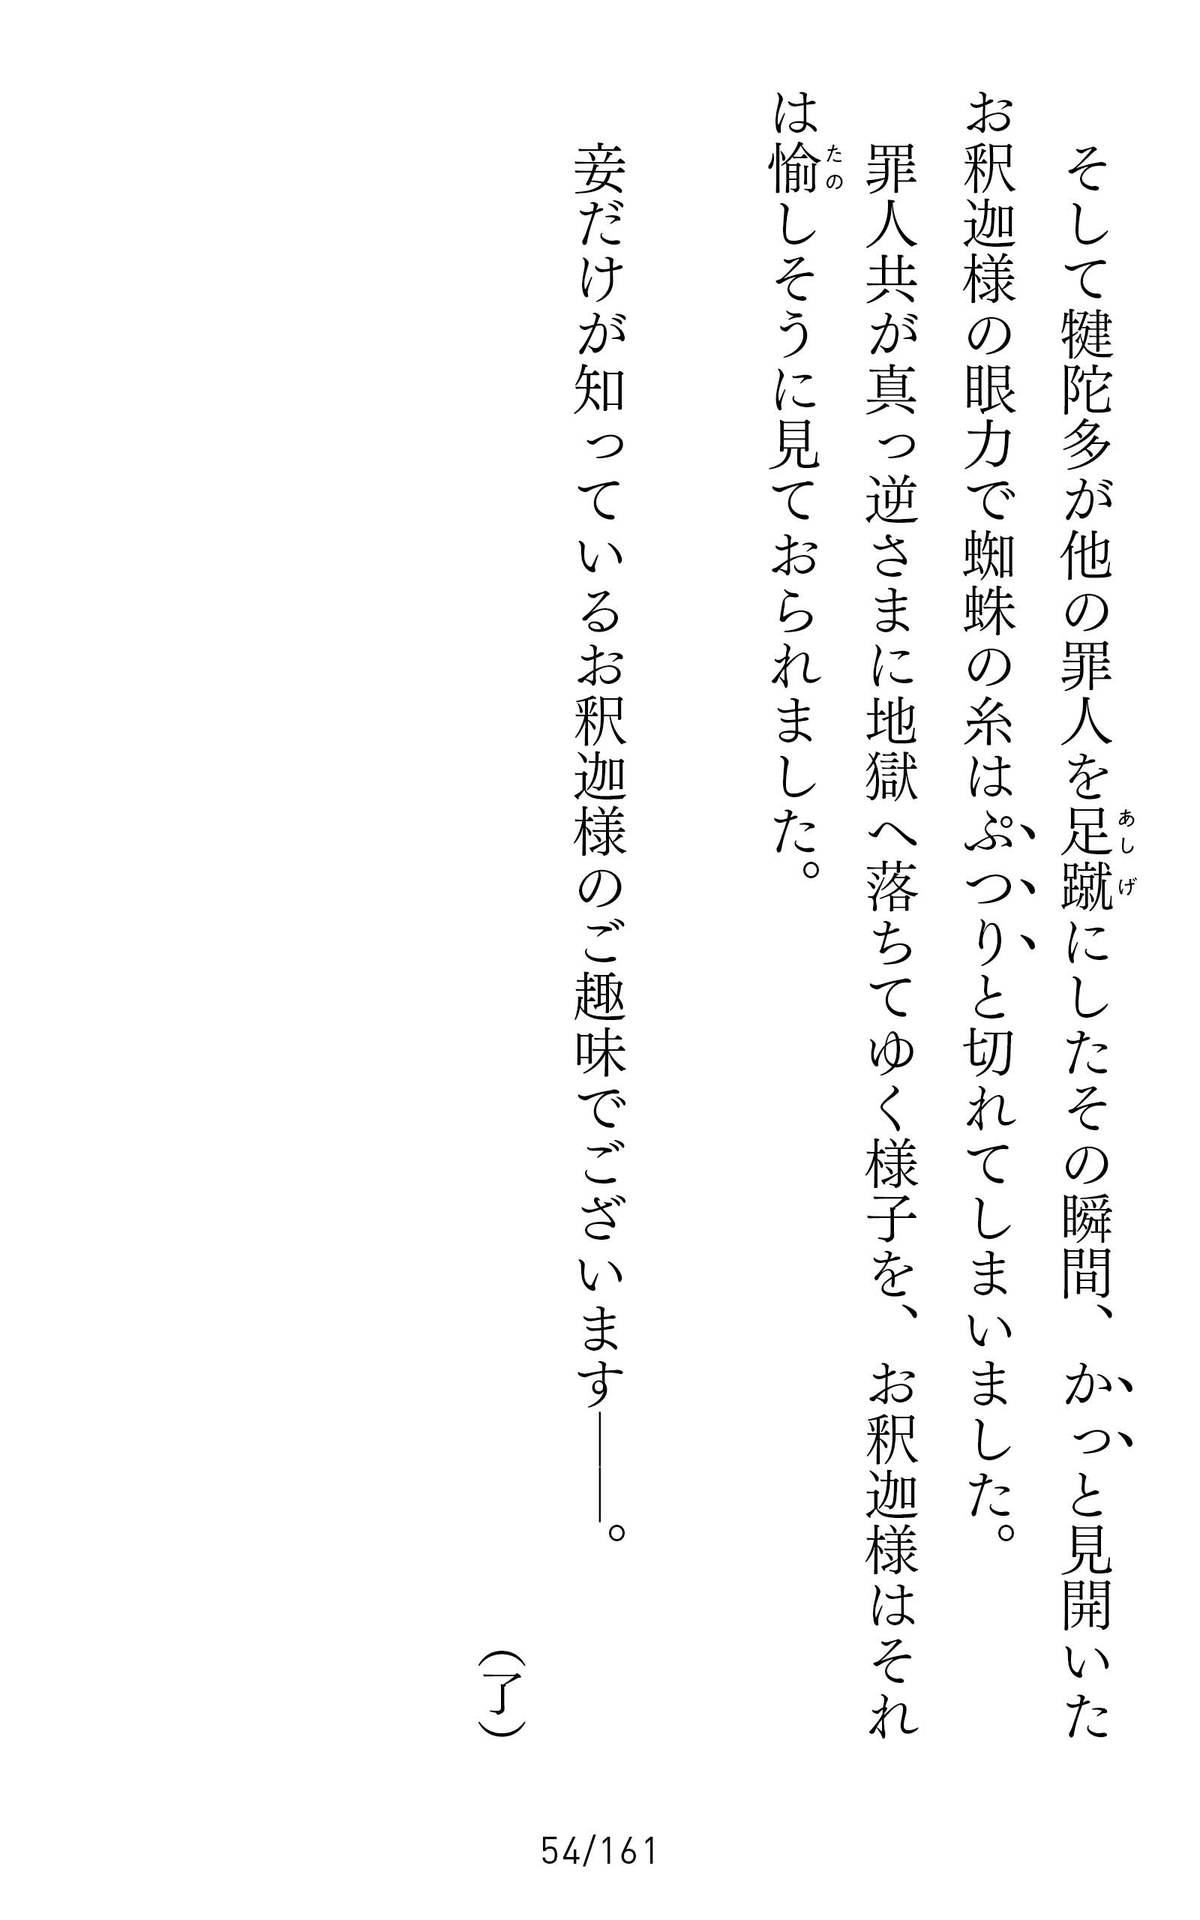 そして犍陀多が他の罪人を足蹴にしたその瞬間、かっと見開いた
お釈迦様の眼力で蜘蛛の糸はぷつりと切れてしまいました。
罪人共が真っ逆さまに地獄へ落ちてゆく様子を、お釈迦様はそれ
は愉しそうに見ておられました。
妾だけが知っているお釈迦様のご趣味でございます――。
（了）
54/161